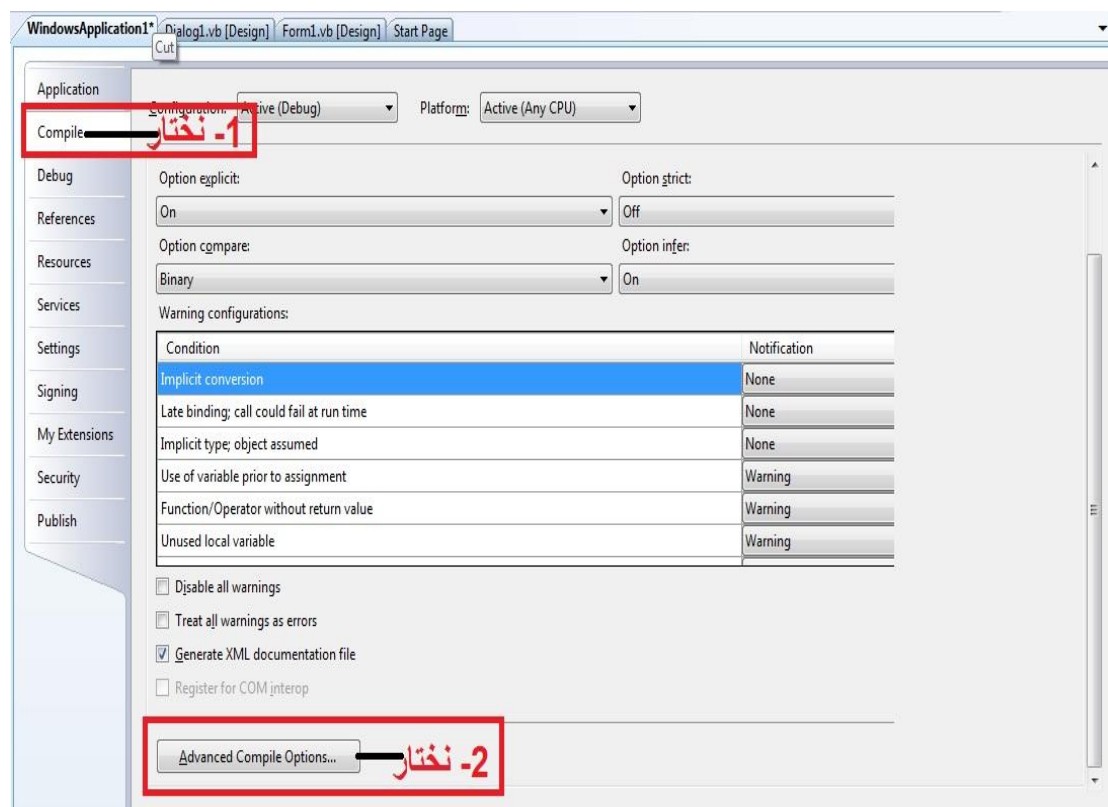 WindowsApplication1* Dialog1.vb [Design] Form1.vb [Design] Start Page
Cut
Application
Configuration: Active (Debug) Platform: Active (Any CPU)
Compile
1- نختار
Debug
References
Resources
Services
Settings
Signing
My Extensions
Security
Publish
Option explicit: Option strict:
On Off
Option compare: Option infer:
Binary On
Warning configurations:
Condition Notification
Implicit conversion None
Late binding; call could fail at run time None
Implicit type; object assumed None
Use of variable prior to assignment Warning
Function/Operator without return value Warning
Unused local variable Warning
Disable all warnings
Treat all warnings as errors
Generate XML documentation file
Register for COM interop
Advanced Compile Options...
2- نختار